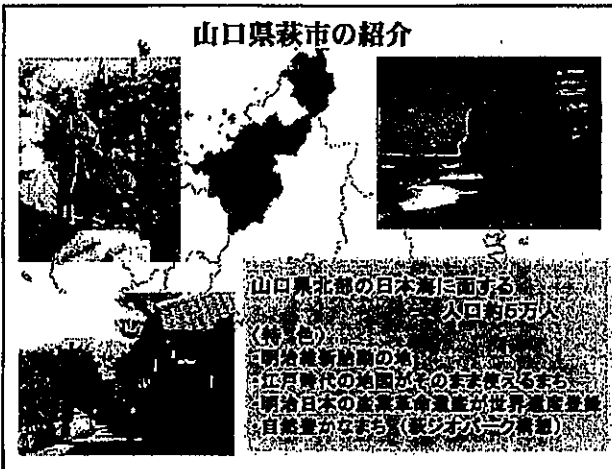 山口県萩市の紹介
山口県北部の日本海に面する
人口約5万人
〈特 色〉
・明治維新胎動の地
・江戸時代の地図がそのまま使えるまち
・明治日本の産業革命遺産が世界遺産登録
・自然豊かなまち(萩ジオパーク構想)